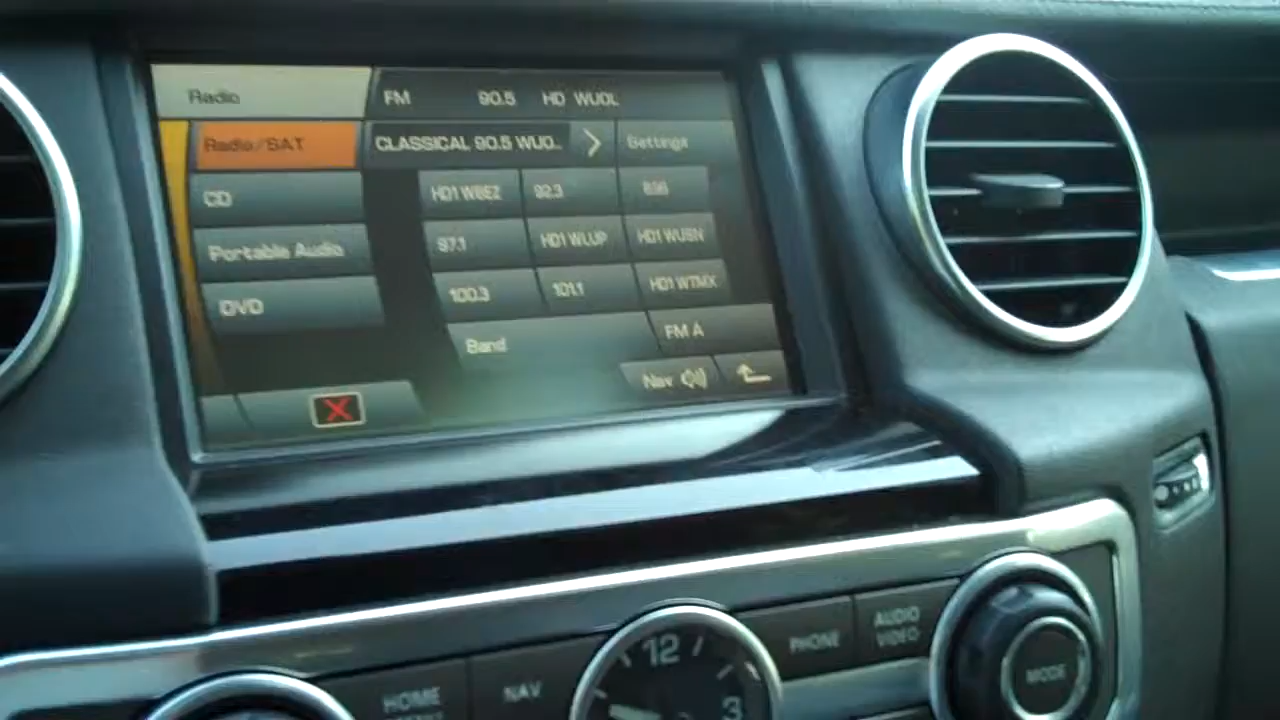 Radio FM 90.5 HD WUOL
Radio/SAT CLASSICAL 90.5 WUO.. Settings
CD HD1 WBEZ 92.3
Portable Audio 97.1 HD1 WLUP HD1 WUSN
DVD 100.3 101.1 HD1 WTMX
Band FM A
Nav
AUDIO
PHONE VIDEO
HOME NAV 12 3 MODE